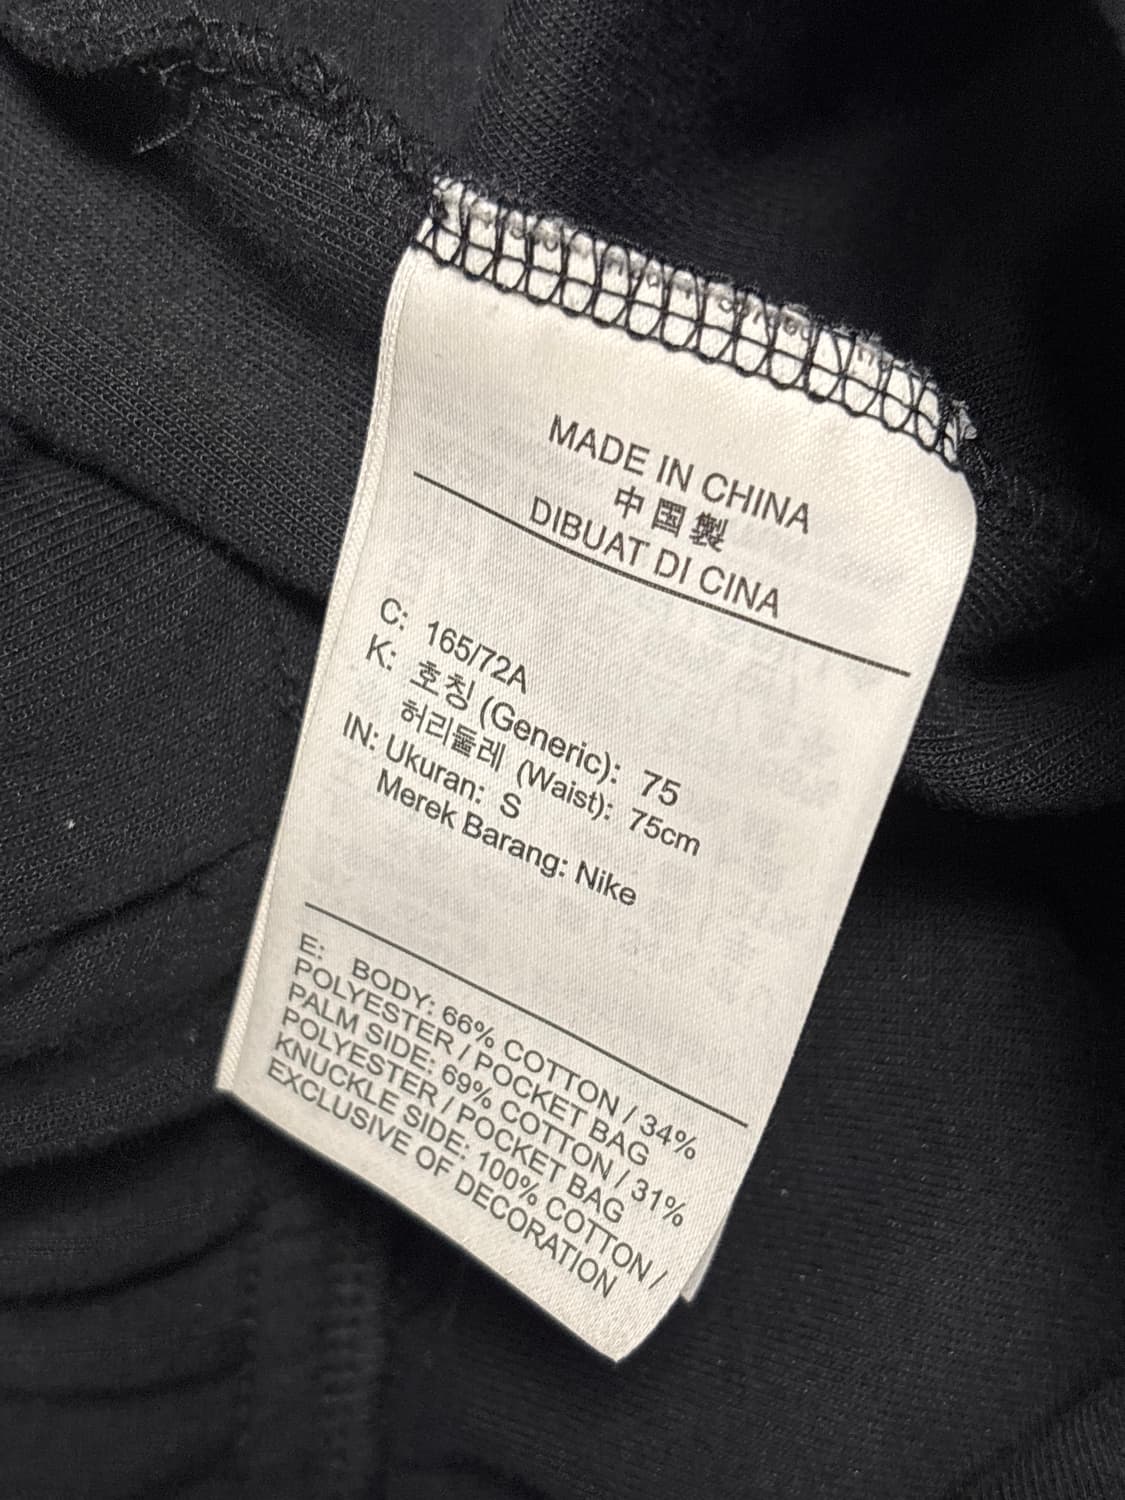 MADE IN CHINA
中国製
DIBUAT DI CINA
C: 165/72A
K: 호칭 (Generic): 75
허리둘레 (Waist): 75cm
IN: Ukuran: S
Merek Barang: Nike
E: BODY: 66% COTTON / 34%
POLYESTER / POCKET BAG
PALM SIDE: 69% COTTON / 31%
POLYESTER / POCKET BAG
KNUCKLE SIDE: 100% COTTON /
EXCLUSIVE OF DECORATION